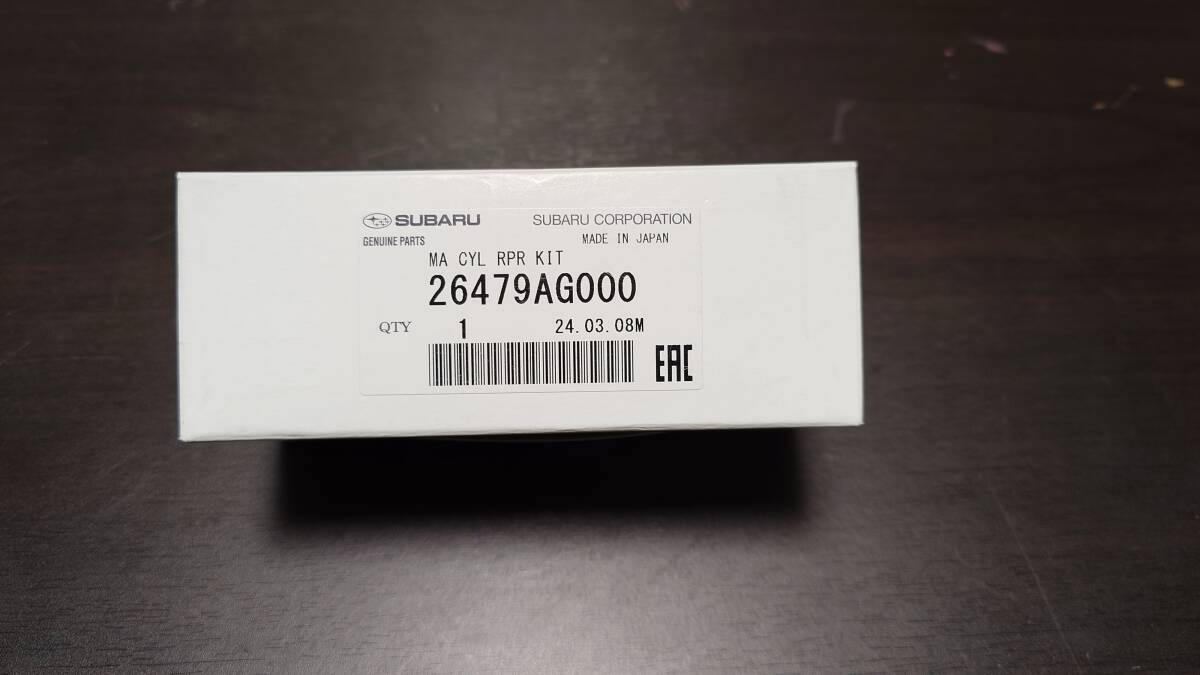 SUBARU SUBARU CORPORATION
GENUINE PARTS MADE IN JAPAN
MA CYL RPR KIT
26479AG000
QTY 1 24.03.08M
EAC